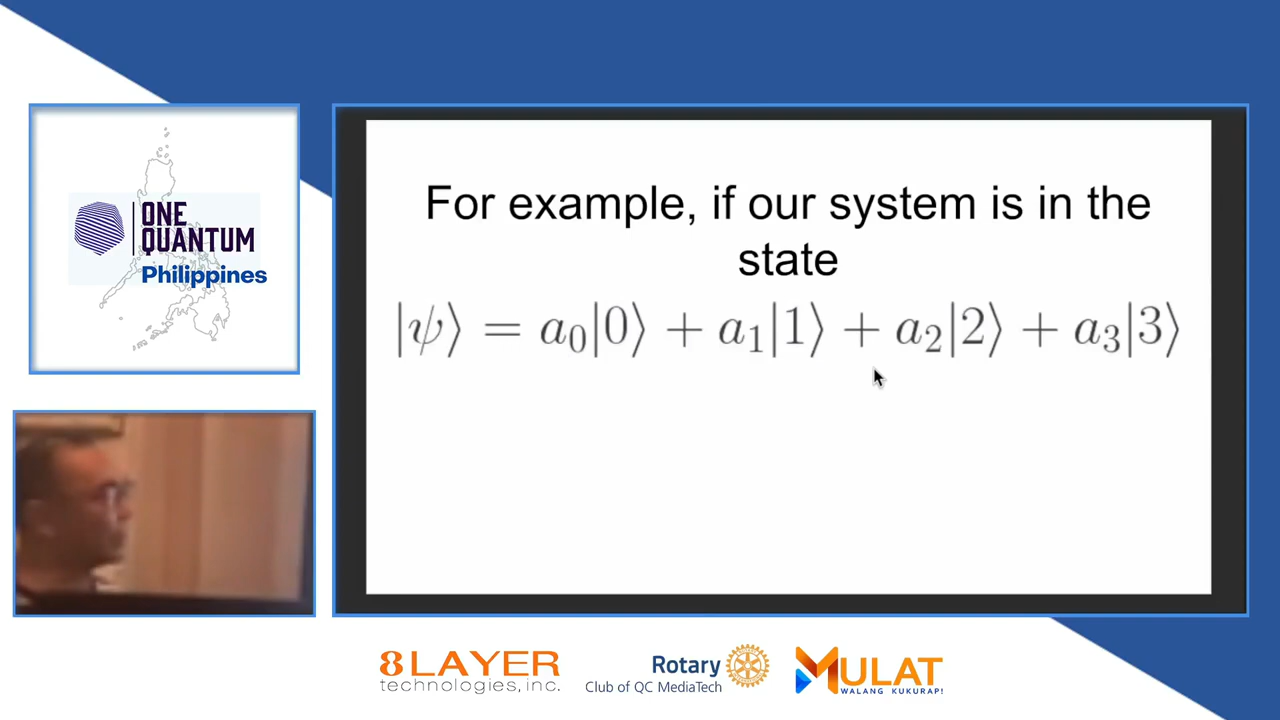 ONE
QUANTUM
Philippines
For example, if our system is in the
state
|ψ⟩ = a₀|0⟩ + a₁|1⟩ + a₂|2⟩ + a₃|3⟩
8LAYER
technologies, inc.
Rotary
Club of QC MediaTech
MULAT
WALANG KUKURAP!